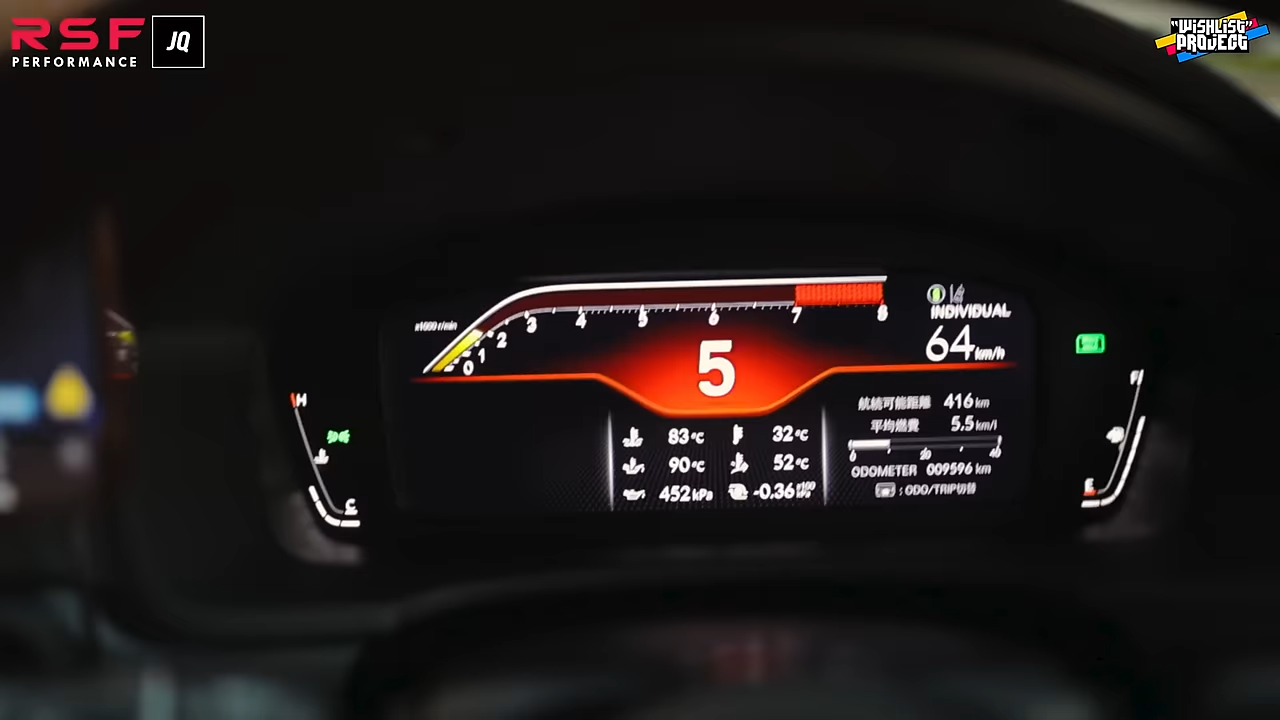 RSF
PERFORMANCE
JQ
"WISHLIST"
PROJECT
x1000 r/min
0 1 2 3 4 5 6 7 8
INDIVIDUAL
64 km/h
5
H
C
83°C 32°C
90°C 52°C
452 kPa -0.36 x100 kPa
航続可能距離 416 km
平均燃費 5.5 km/l
0 20 40
ODOMETER 009596 km
: ODO/TRIP切替
F
E